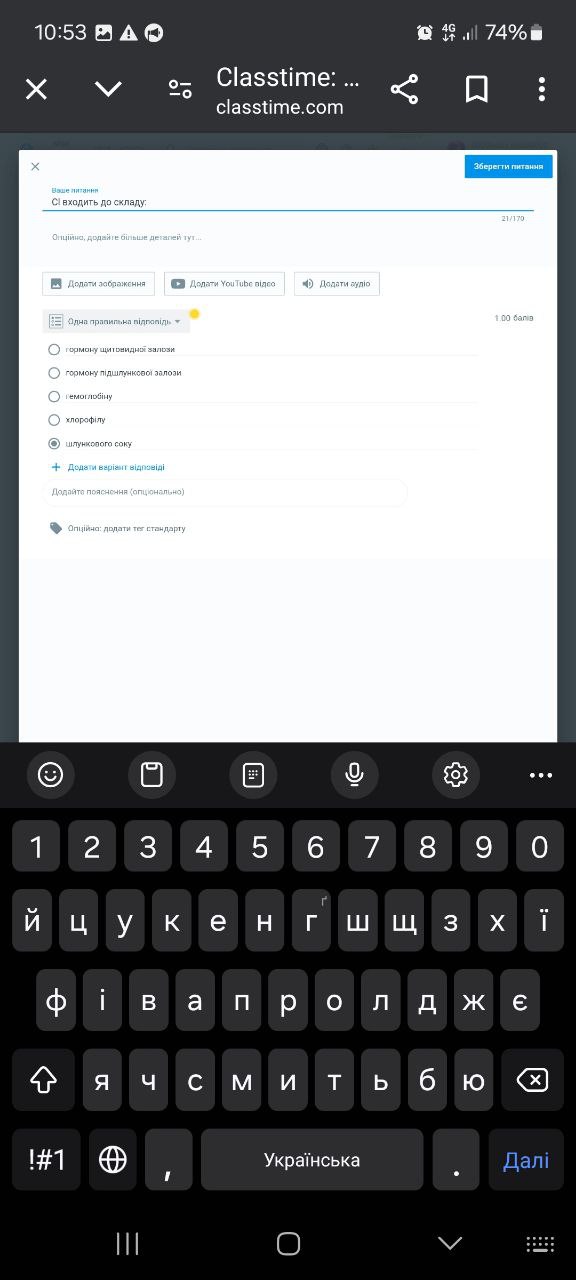 10:53
4G
74%
Classtime: ...
classtime.com
Зберегти питання
Ваше питання
Cl входить до складу:
21/170
Опційно, додайте більше деталей тут...
Додати зображення
Додати YouTube відео
Додати аудіо
Одна правильна відповідь
1.00 балів
гормону щитовидної залози
гормону підшлункової залози
гемоглобіну
хлорофілу
шлункового соку
+ Додати варіант відповіді
Додайте пояснення (опціонально)
Опційно: додати тег стандарту
1 2 3 4 5 6 7 8 9 0
й ц у к е н г ґ ш щ з х ї
ф і в а п р о л д ж є
я ч с м и т ь б ю
!#1 , Українська . Далі